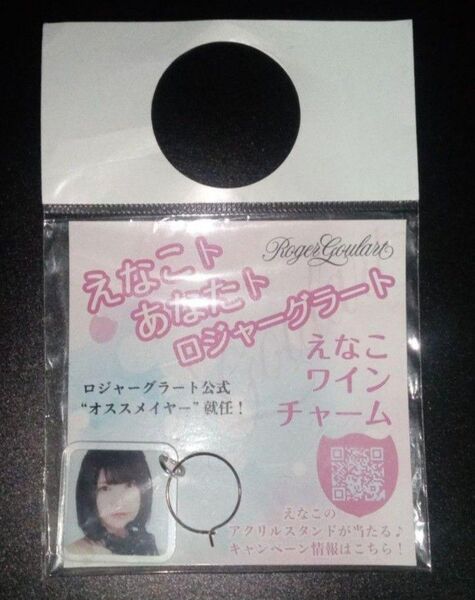 Roger Goulart
えなこト
あなたト
ロジャーグラート
えなこ
ワイン
チャーム
ロジャーグラート公式
“オススメイヤー”就任！
えなこの
アクリルスタンドが当たる♪
キャンペーン情報はこちら！